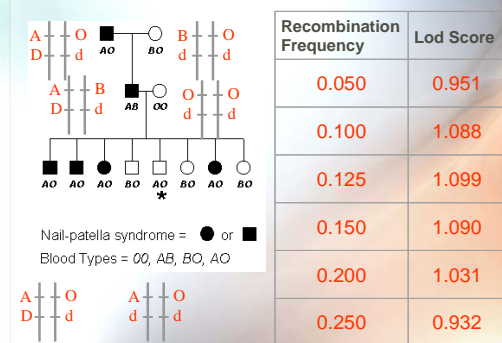 A O B O
D d AO BO d d
A B O O
D d AB OO d d
AO AO AO BO AO BO AO BO
*
Nail-patella syndrome = or
Blood Types = OO, AB, BO, AO
A O A O
D d d d
Recombination Frequency Lod Score
0.050 0.951
0.100 1.088
0.125 1.099
0.150 1.090
0.200 1.031
0.250 0.932